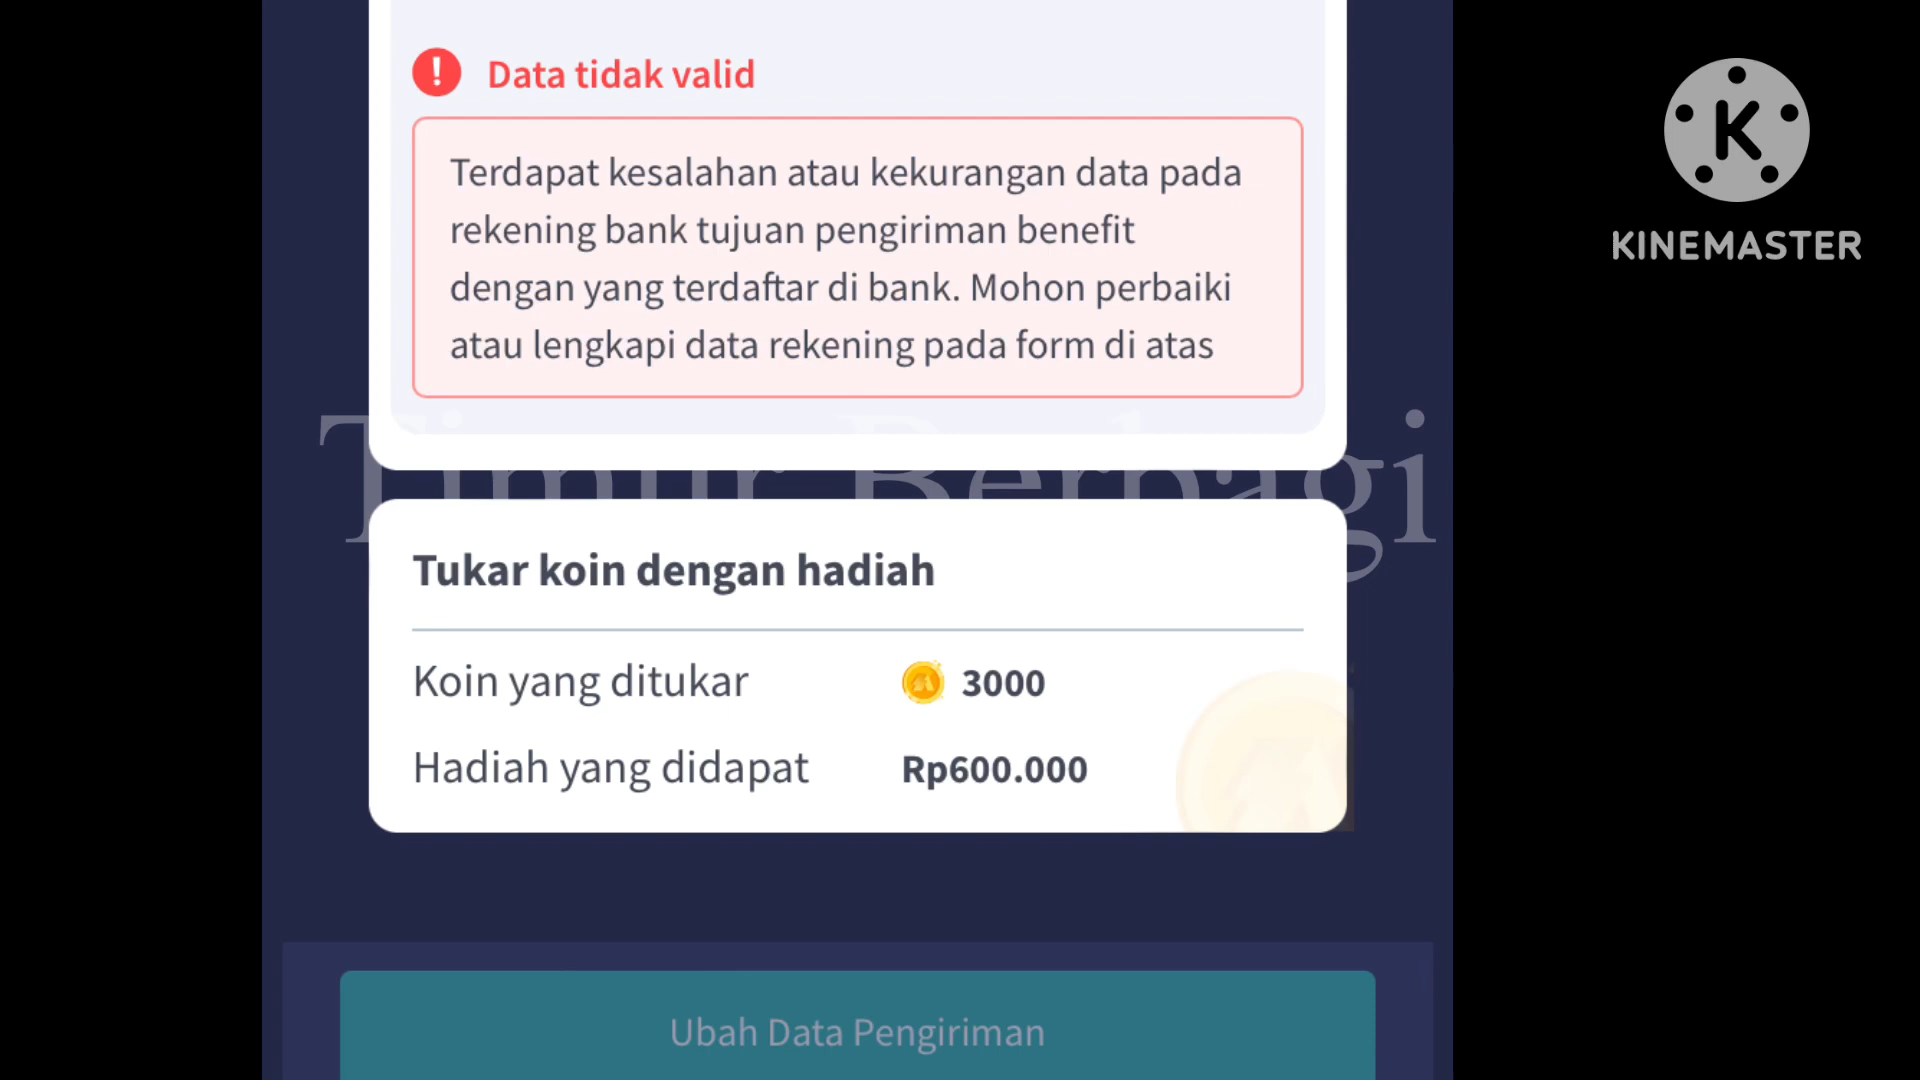 Data tidak valid
Terdapat kesalahan atau kekurangan data pada
rekening bank tujuan pengiriman benefit
dengan yang terdaftar di bank. Mohon perbaiki
atau lengkapi data rekening pada form di atas
K
KINEMASTER
Timur Berbagi
Tukar koin dengan hadiah
Koin yang ditukar 3000
Hadiah yang didapat Rp600.000
Ubah Data Pengiriman